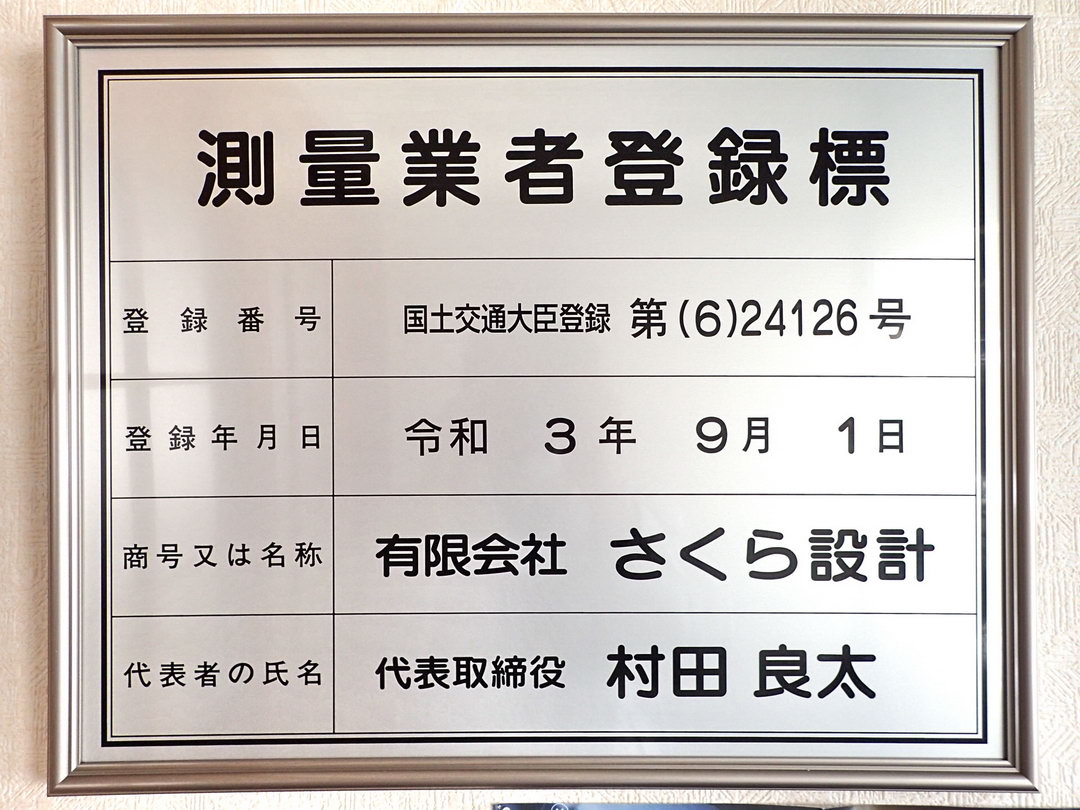 測量業者登録標
登録番号 国土交通大臣登録 第(6)24126号
登録年月日 令和 3年 9月 1日
商号又は名称 有限会社 さくら設計
代表者の氏名 代表取締役 村田 良太